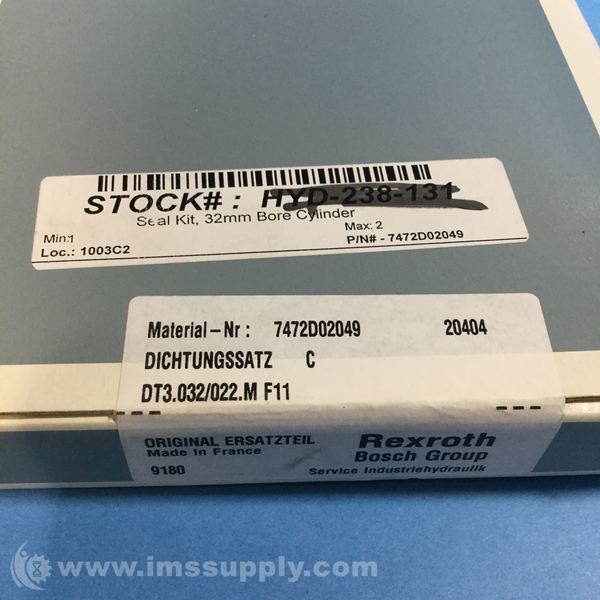 STOCK# : HYD-238-131
Seal Kit, 32mm Bore Cylinder
Min:1 Max: 2
Loc.: 1003C2 P/N# - 7472D02049
Material-Nr : 7472D02049 20404
DICHTUNGSSATZ C
DT3.032/022.M F11
ORIGINAL ERSATZTEIL Rexroth
Made in France Bosch Group
9180 Service Industriehydraulik
www.imssupply.com